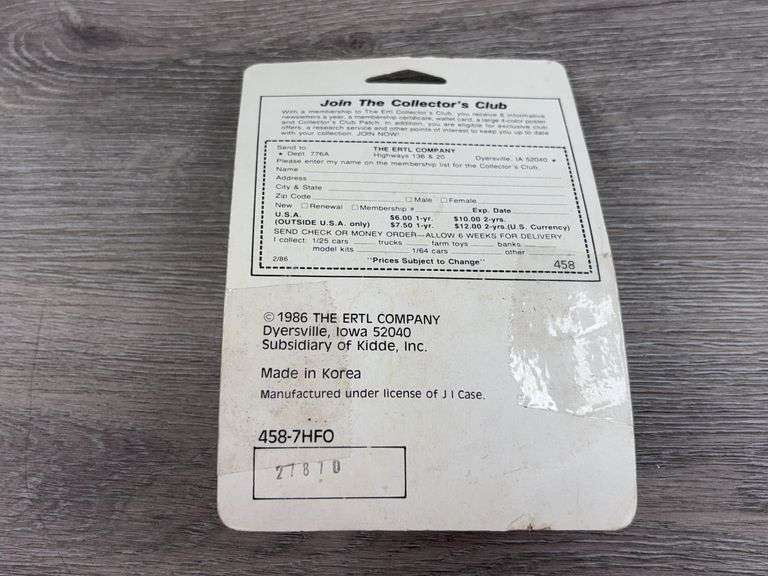 Join The Collector's Club
With a membership to The Ertl Collector's Club, you receive 6 informative
newsletters a year, a membership certificate, wallet card, a large 4-color poster
and Collector's Club Patch. In addition, you are eligible for exclusive club
offers, a research service and other points of interest to keep you up to date
with your collection. JOIN NOW!
Send to THE ERTL COMPANY
★ Dept. 776A Highways 136 & 20 Dyersville, IA 52040 ★
Please enter my name on the membership list for the Collector's Club.
Name
Address
City & State
Zip Code □ Male □ Female
New □ Renewal □ Membership # Exp. Date
U.S.A. $6.00 1-yr. $10.00 2-yrs.
(OUTSIDE U.S.A. only) $7.50 1-yr. $12.00 2-yrs.(U.S. Currency)
SEND CHECK OR MONEY ORDER—ALLOW 6 WEEKS FOR DELIVERY
I collect: 1/25 cars trucks farm toys banks
model kits 1/64 cars other
2/86 "Prices Subject to Change" 458
© 1986 THE ERTL COMPANY
Dyersville, Iowa 52040
Subsidiary of Kidde, Inc.
Made in Korea
Manufactured under license of J I Case.
458-7HFO
27870